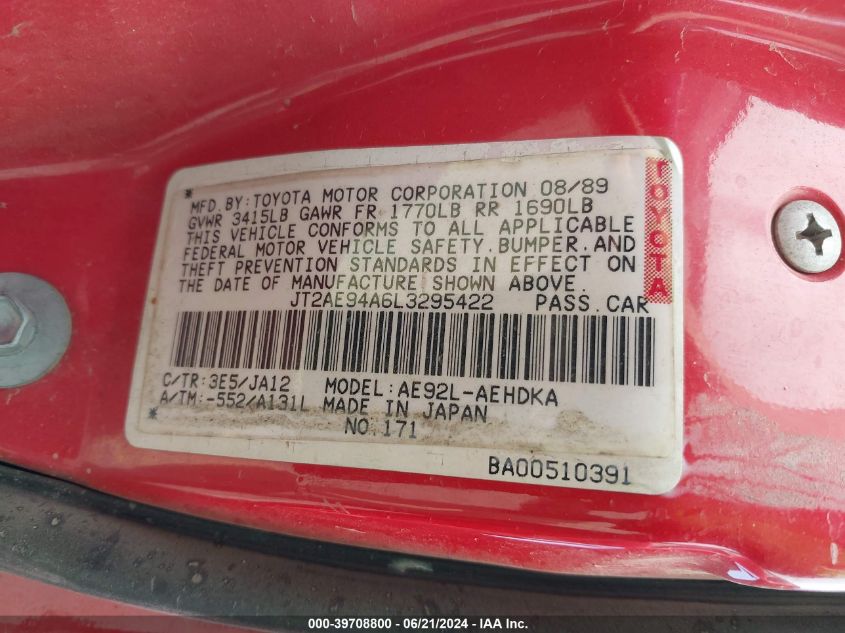 MFD. BY: TOYOTA MOTOR CORPORATION 08/89
GVWR 3415LB GAWR FR 1770LB RR 1690LB
THIS VEHICLE CONFORMS TO ALL APPLICABLE
FEDERAL MOTOR VEHICLE SAFETY. BUMPER. AND
THEFT PREVENTION STANDARDS IN EFFECT ON
THE DATE OF MANUFACTURE SHOWN ABOVE.
JT2AE94A6L3295422 PASS. CAR
TOYOTA
C/TR: 3E5/JA12 MODEL: AE92L-AEHDKA
A/TM: -552/A131L MADE IN JAPAN
NO. 171
BA00510391
000-39708800 - 06/21/2024 - IAA Inc.